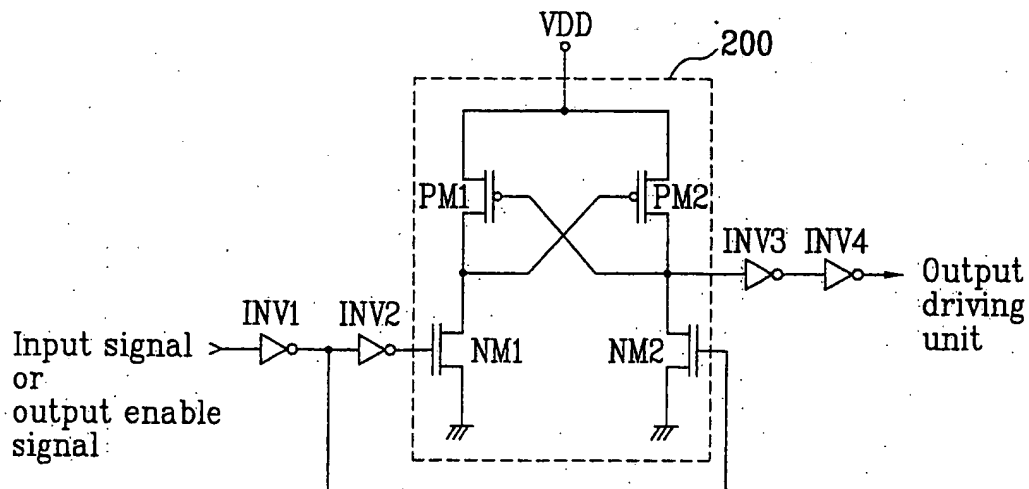 VDD
200
PM1
PM2
INV3 INV4
Output
driving
unit
INV1 INV2
NM1
NM2
Input signal
or
output enable
signal